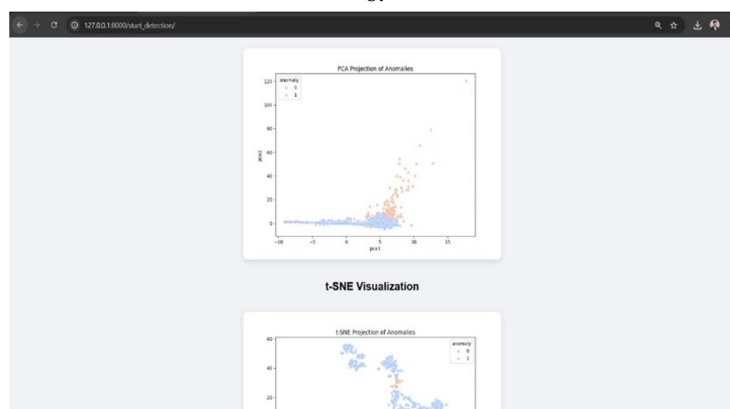 127.0.0.1:8000/start_detection/
PCA Projection of Anomalies
anomaly
0
1
120
100
80
60
40
20
0
pca2
-10
-5
0
5
10
15
pca1
t-SNE Visualization
t-SNE Projection of Anomalies
anomaly
0
1
60
40
20